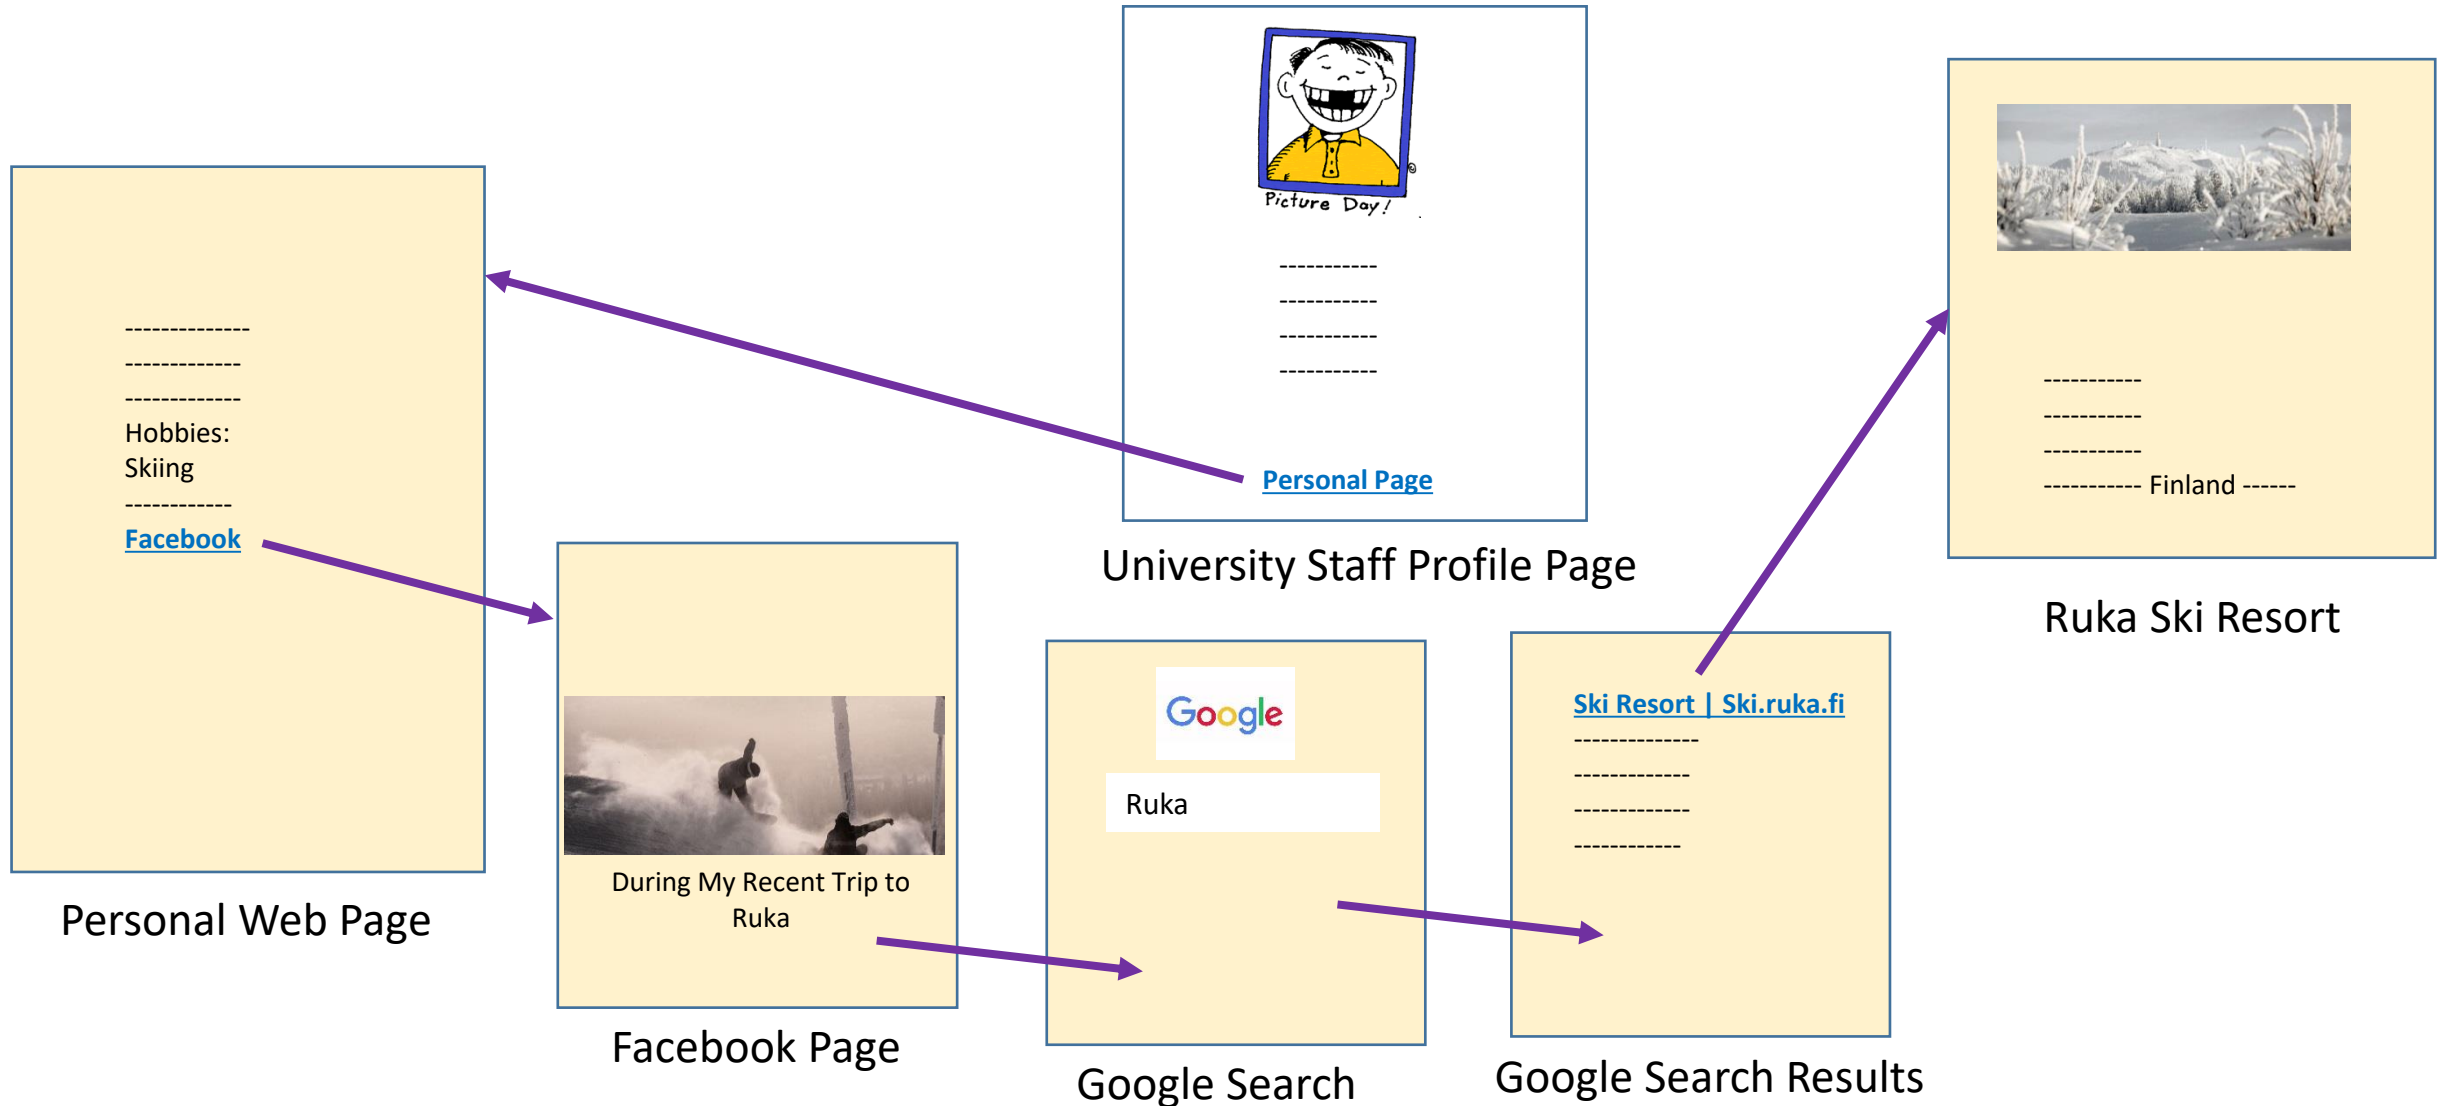 Picture Day!
-----------
-----------
-----------
-----------
Personal Page
University Staff Profile Page
--------------
-------------
-------------
Hobbies:
Skiing
------------
Facebook
Personal Web Page
During My Recent Trip to
Ruka
Facebook Page
Google
Ruka
Google Search
Ski Resort | Ski.ruka.fi
--------------
-------------
-------------
------------
Google Search Results
-----------
-----------
-----------
----------- Finland ------
Ruka Ski Resort